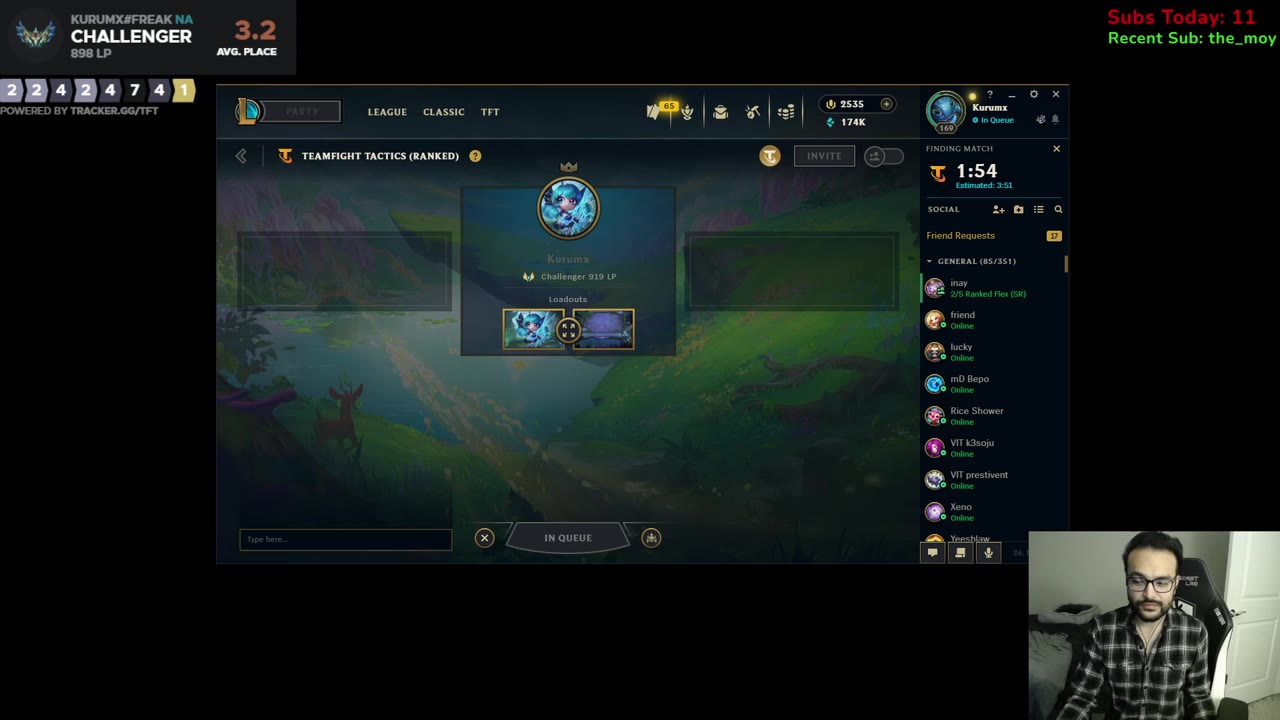 KURUMX#FREAK NA
CHALLENGER
898 LP
3.2
AVG. PLACE
2 2 4 2 4 7 4 1
POWERED BY TRACKER.GG/TFT
Subs Today: 11
Recent Sub: the_moy
PARTY
LEAGUE
CLASSIC
TFT
65
2535
174K
?
169
Kurumx
In Queue
TEAMFIGHT TACTICS (RANKED)
?
INVITE
FINDING MATCH
1:54
Estimated: 3:51
SOCIAL
Friend Requests
17
GENERAL (85/351)
inay
2/5 Ranked Flex (SR)
friend
Online
lucky
Online
mD Bepo
Online
Rice Shower
Online
VIT k3soju
Online
VIT prestivent
Online
Xeno
Online
Yeeshlaw
Kurumx
Challenger 919 LP
Loadouts
Type here...
IN QUEUE
SECRET
LAB